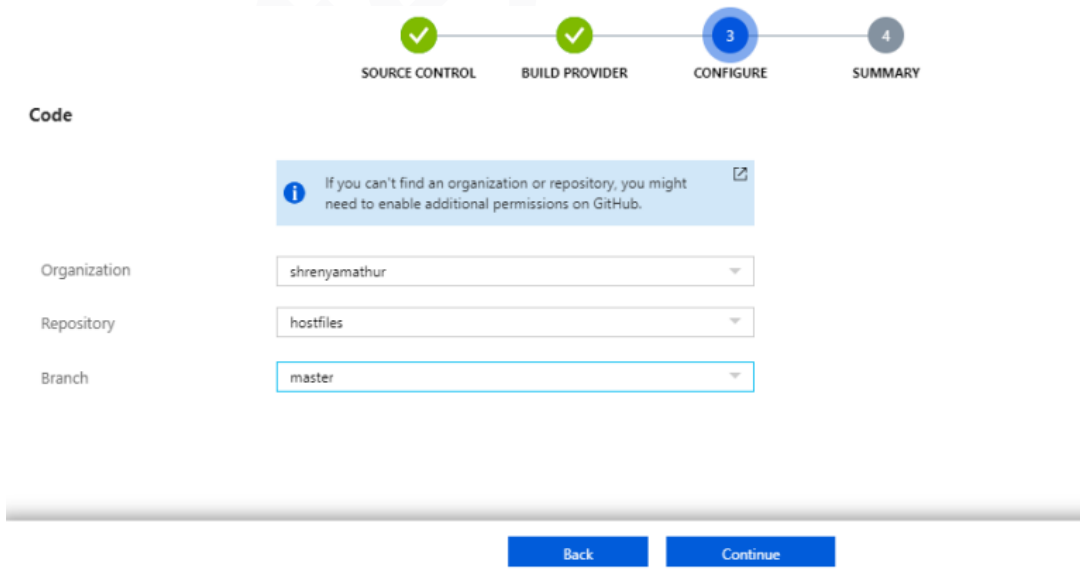 3
4
SOURCE CONTROL
BUILD PROVIDER
CONFIGURE
SUMMARY
Code
If you can't find an organization or repository, you might
need to enable additional permissions on GitHub.
Organization
shrenyamathur
Repository
hostfiles
Branch
master
Back
Continue